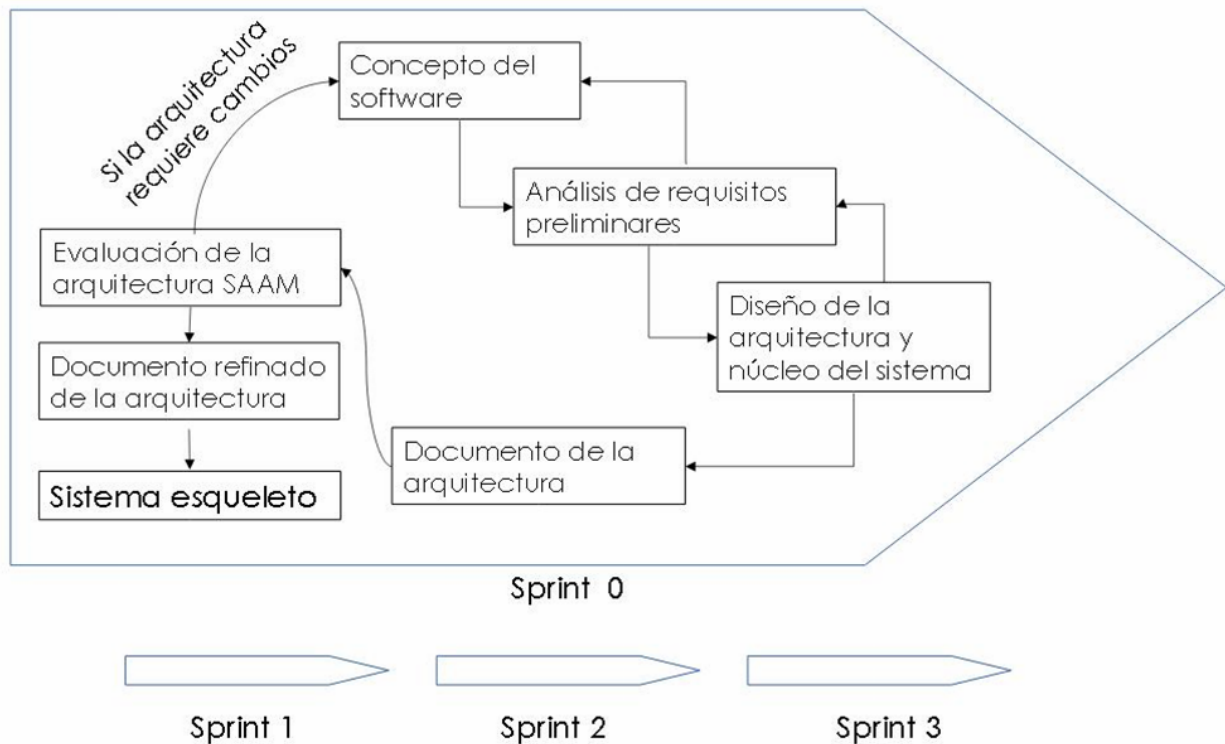 Si la arquitectura
requiere cambios
Concepto del
software
Análisis de requisitos
preliminares
Evaluación de la
arquitectura SAAM
Diseño de la
arquitectura y
núcleo del sistema
Documento refinado
de la arquitectura
Documento de la
arquitectura
Sistema esqueleto
Sprint 0
Sprint 1
Sprint 2
Sprint 3